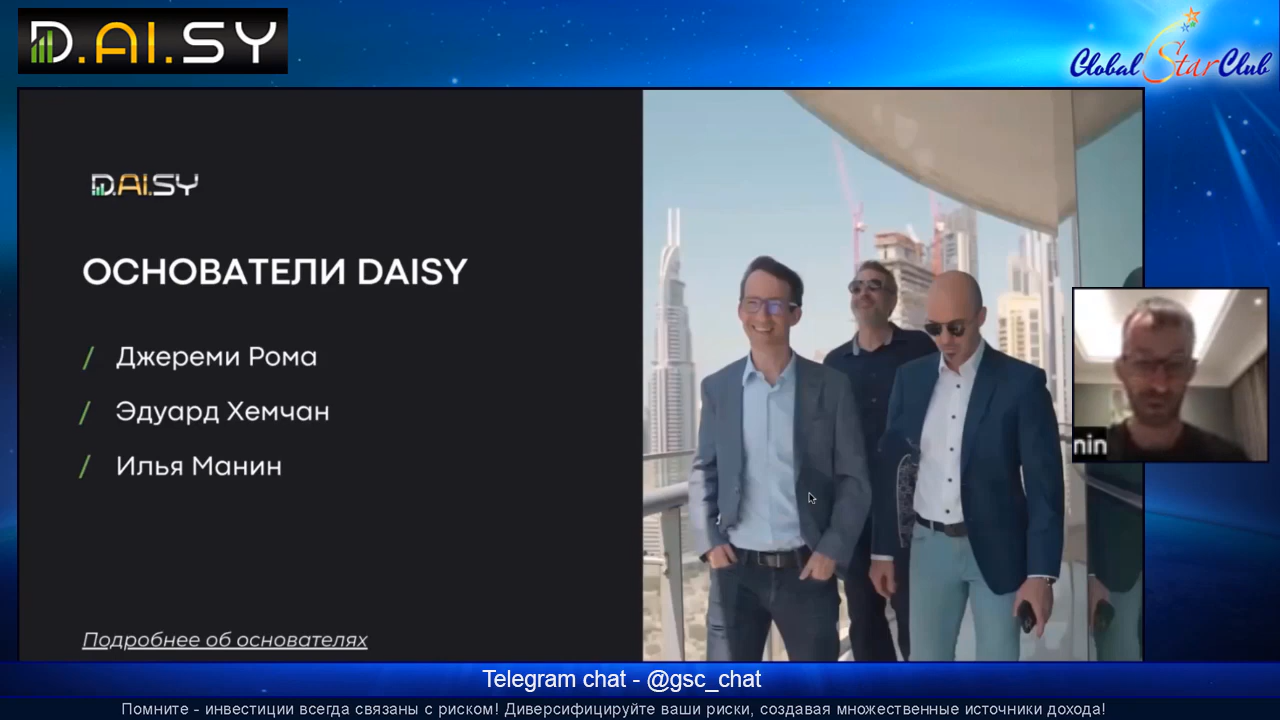 D.AI.SY
Global Star Club
D.AI.SY
ОСНОВАТЕЛИ DAISY
/ Джереми Рома
/ Эдуард Хемчан
/ Илья Манин
Подробнее об основателях
nin
Telegram chat - @gsc_chat
Помните - инвестиции всегда связаны с риском! Диверсифицируйте ваши риски, создавая множественные источники дохода!